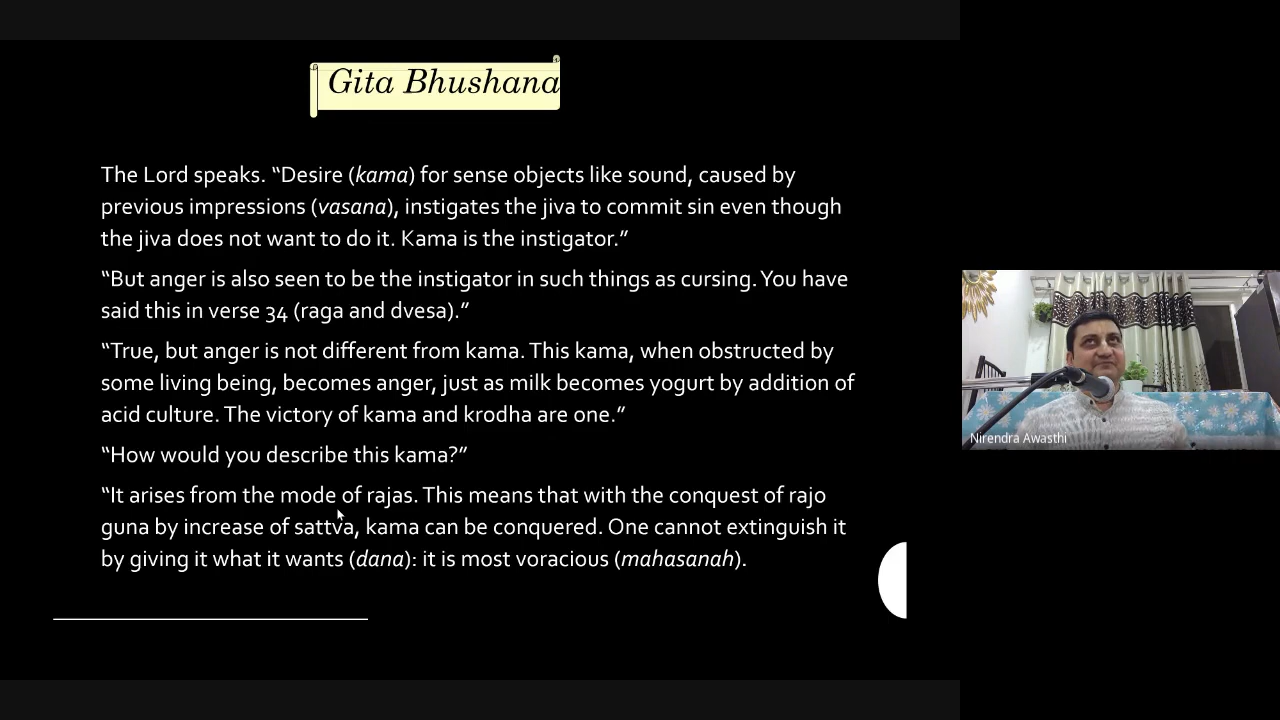 Gita Bhushana
The Lord speaks. “Desire (kama) for sense objects like sound, caused by
previous impressions (vasana), instigates the jiva to commit sin even though
the jiva does not want to do it. Kama is the instigator.”
“But anger is also seen to be the instigator in such things as cursing. You have
said this in verse 34 (raga and dvesa).”
“True, but anger is not different from kama. This kama, when obstructed by
some living being, becomes anger, just as milk becomes yogurt by addition of
acid culture. The victory of kama and krodha are one.”
“How would you describe this kama?”
“It arises from the mode of rajas. This means that with the conquest of rajo
guna by increase of sattva, kama can be conquered. One cannot extinguish it
by giving it what it wants (dana): it is most voracious (mahasanah).
Nirendra Awasthi